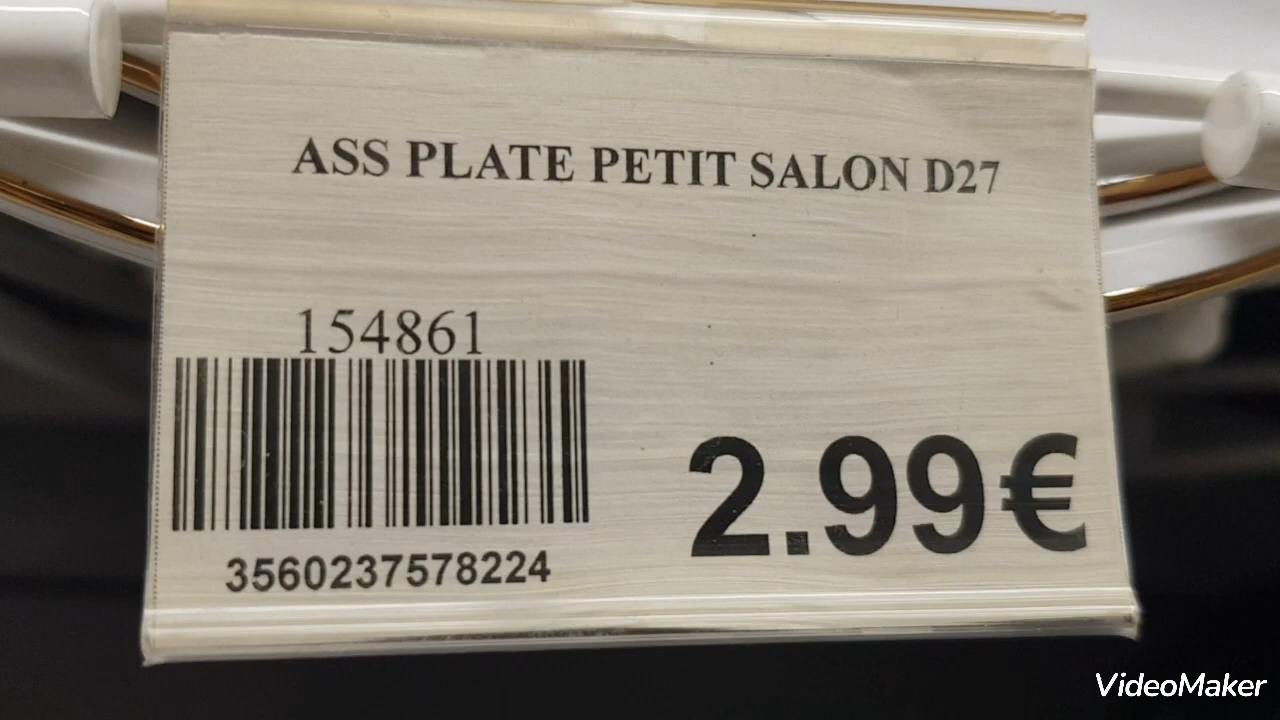 ASS PLATE PETIT SALON D27
154861
2.99€
3560237578224
VideoMaker